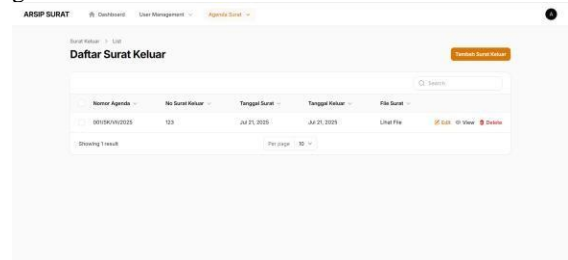 ARSIP SURAT Dashboard User Management Agenda Surat A
Surat Keluar > List
Daftar Surat Keluar
Tambah Surat Keluar
Search
Nomor Agenda No Surat Keluar Tanggal Surat Tanggal Keluar File Surat
001/SK/VII/2025 123 Jul 21, 2025 Jul 21, 2025 Lihat File Edit View Delete
Showing 1 result Per page 10